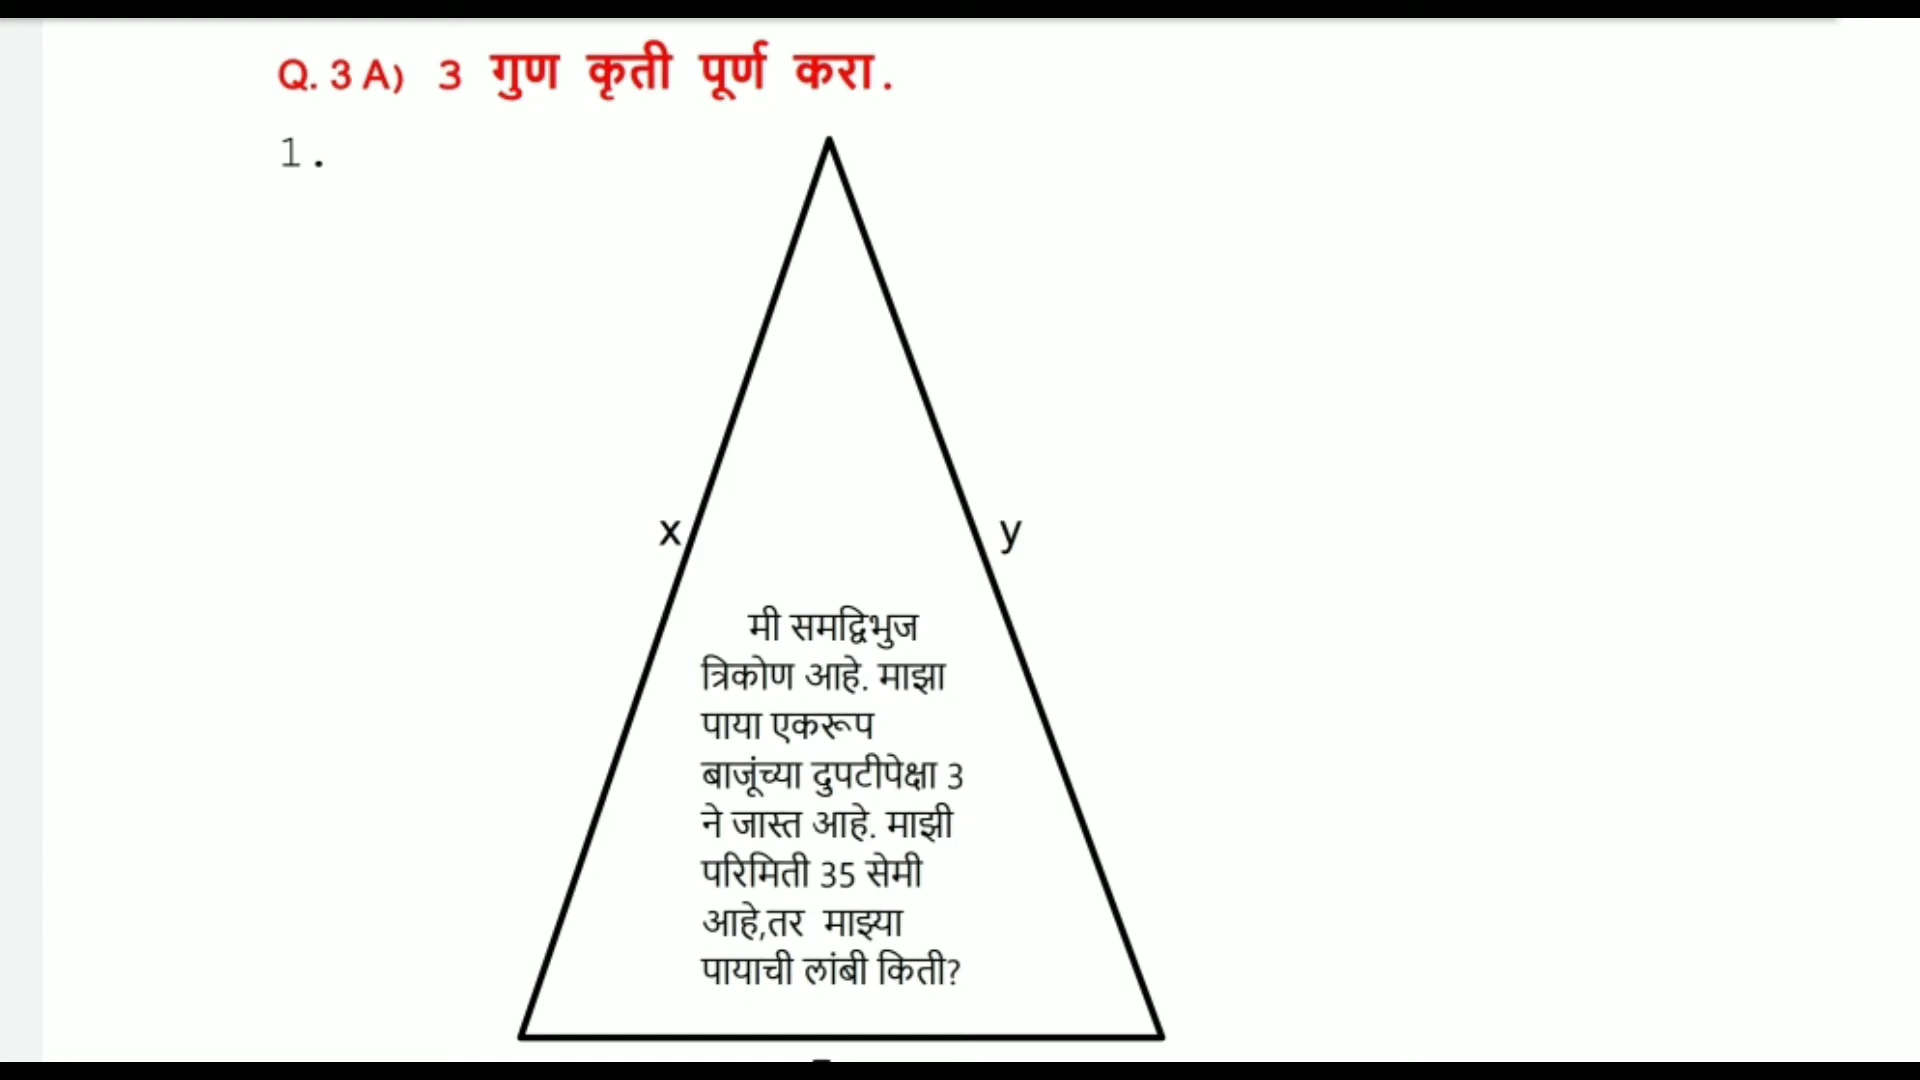 Q. 3 A) 3 गुण कृती पूर्ण करा.
1.
x
y
मी समद्विभुज
त्रिकोण आहे. माझा
पाया एकरूप
बाजूंच्या दुपटीपेक्षा 3
ने जास्त आहे. माझी
परिमिती 35 सेमी
आहे,तर माझ्या
पायाची लांबी किती?